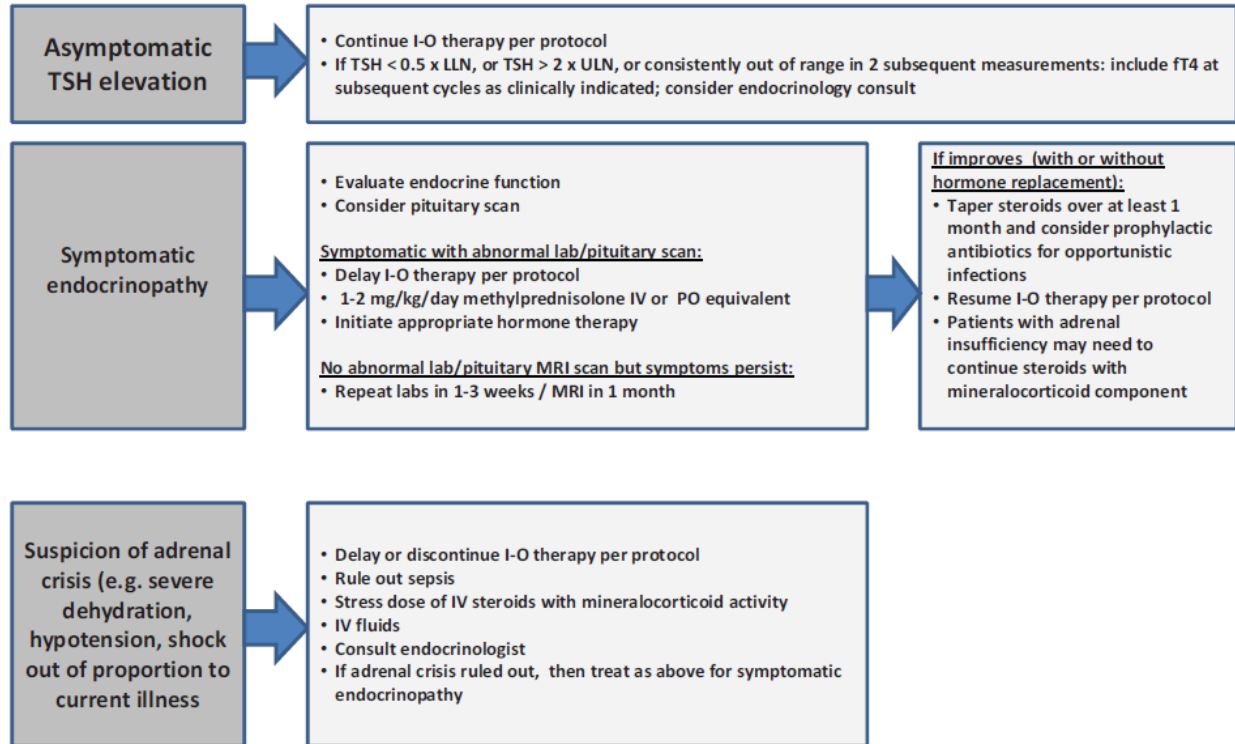 Asymptomatic
TSH elevation
• Continue I-O therapy per protocol
• If TSH < 0.5 x LLN, or TSH > 2 x ULN, or consistently out of range in 2 subsequent measurements: include fT4 at
subsequent cycles as clinically indicated; consider endocrinology consult
Symptomatic
endocrinopathy
• Evaluate endocrine function
• Consider pituitary scan
Symptomatic with abnormal lab/pituitary scan:
• Delay I-O therapy per protocol
• 1-2 mg/kg/day methylprednisolone IV or PO equivalent
• Initiate appropriate hormone therapy
No abnormal lab/pituitary MRI scan but symptoms persist:
• Repeat labs in 1-3 weeks / MRI in 1 month
If improves (with or without
hormone replacement):
• Taper steroids over at least 1
month and consider prophylactic
antibiotics for opportunistic
infections
• Resume I-O therapy per protocol
• Patients with adrenal
insufficiency may need to
continue steroids with
mineralocorticoid component
Suspicion of adrenal
crisis (e.g. severe
dehydration,
hypotension, shock
out of proportion to
current illness
• Delay or discontinue I-O therapy per protocol
• Rule out sepsis
• Stress dose of IV steroids with mineralocorticoid activity
• IV fluids
• Consult endocrinologist
• If adrenal crisis ruled out, then treat as above for symptomatic
endocrinopathy